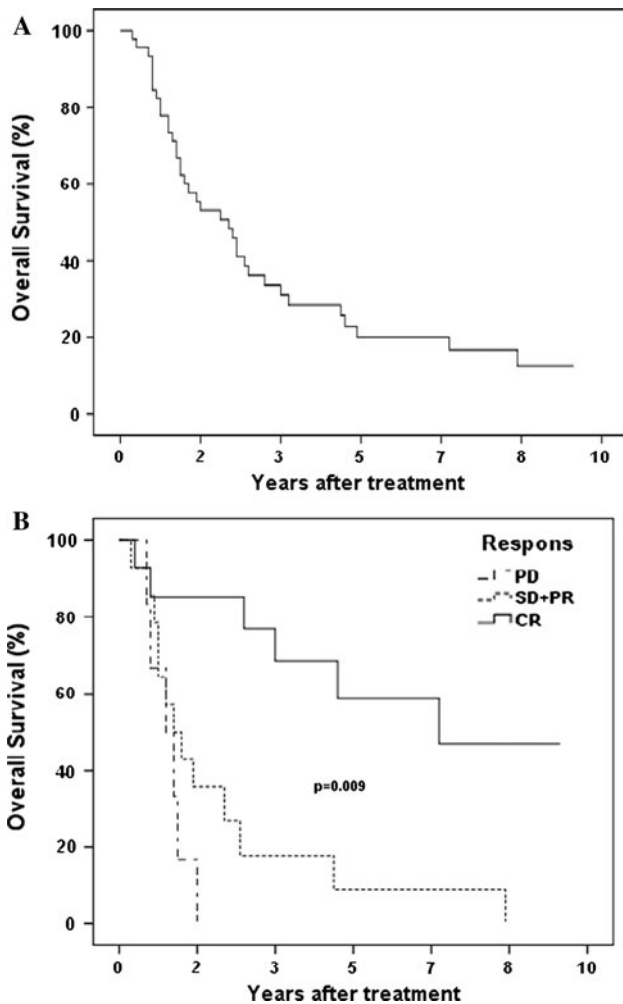 A
Overall Survival (%)
100
80
60
40
20
0
0 2 3 5 7 8 10
Years after treatment
B
Overall Survival (%)
100
80
60
40
20
0
Respons
PD
SD+PR
CR
p=0.009
0 2 3 5 7 8 10
Years after treatment